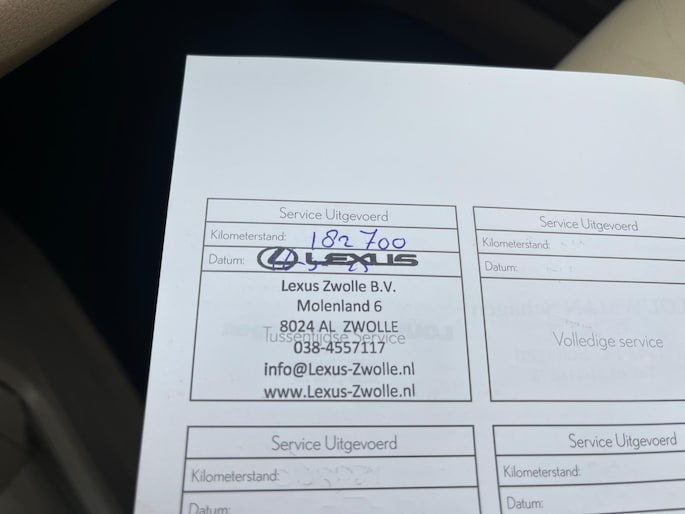 Service Uitgevoerd
Kilometerstand: 182700
Datum: LEXUS
Lexus Zwolle B.V.
Molenland 6
8024 AL ZWOLLE
Tussentijdse Service
038-4557117
info@Lexus-Zwolle.nl
www.Lexus-Zwolle.nl
Service Uitgevoerd
Kilometerstand:
Datum:
Volledige service
Service Uitgevoerd
Kilometerstand:
Datum:
Service Uitgevoerd
Kilometerstand:
Datum: